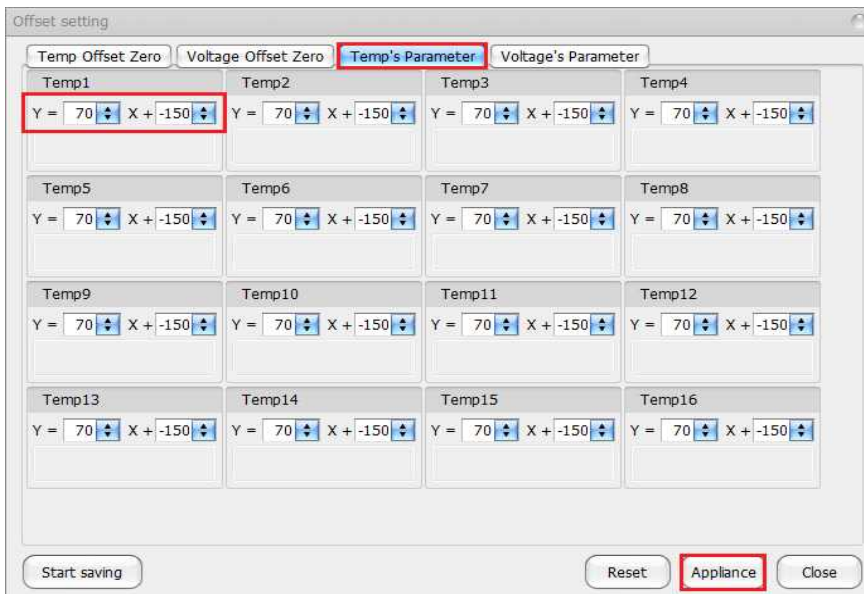 Offset setting
Temp Offset Zero Voltage Offset Zero Temp's Parameter Voltage's Parameter
Temp1 Temp2 Temp3 Temp4
Y = 70 X + -150 Y = 70 X + -150 Y = 70 X + -150 Y = 70 X + -150
Temp5 Temp6 Temp7 Temp8
Y = 70 X + -150 Y = 70 X + -150 Y = 70 X + -150 Y = 70 X + -150
Temp9 Temp10 Temp11 Temp12
Y = 70 X + -150 Y = 70 X + -150 Y = 70 X + -150 Y = 70 X + -150
Temp13 Temp14 Temp15 Temp16
Y = 70 X + -150 Y = 70 X + -150 Y = 70 X + -150 Y = 70 X + -150
Start saving Reset Appliance Close